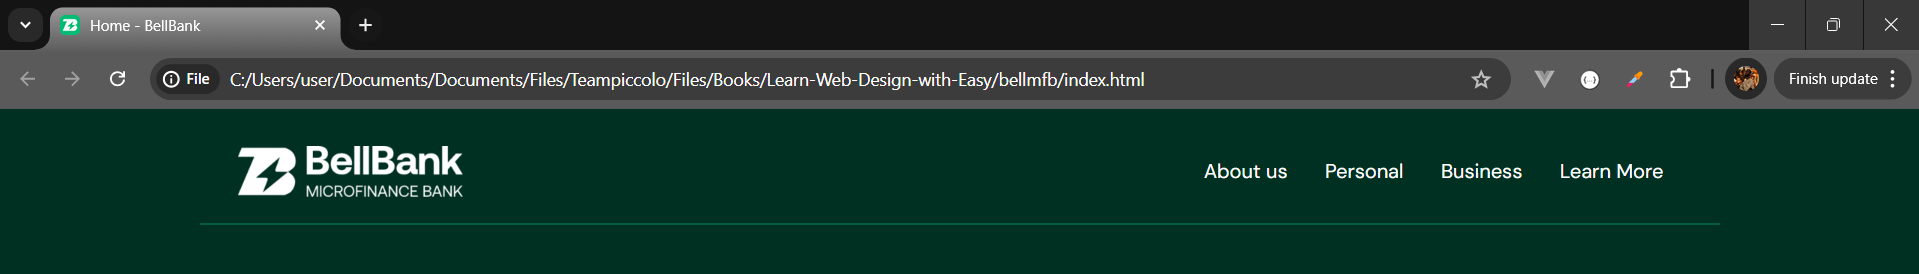 Home - BellBank
File C:/Users/user/Documents/Documents/Files/Teampiccolo/Files/Books/Learn-Web-Design-with-Easy/bellmfb/index.html Finish update
BellBank
MICROFINANCE BANK
About us Personal Business Learn More